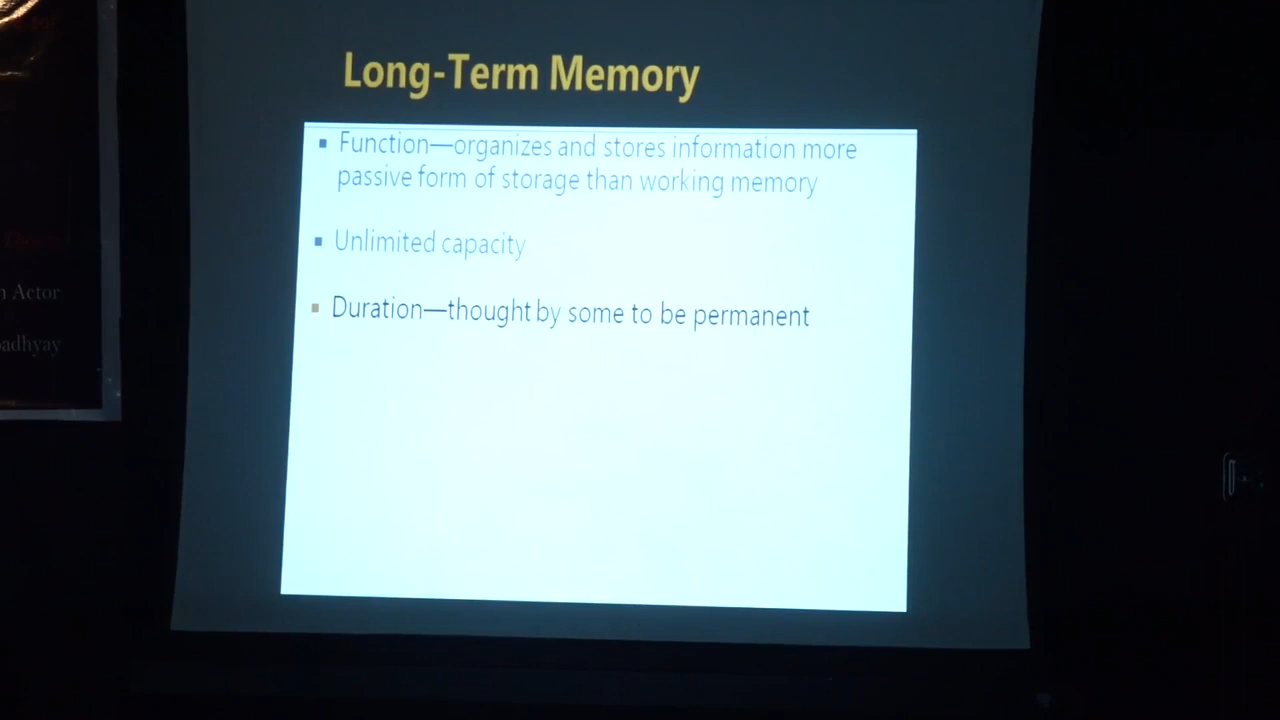 Long-Term Memory
▪ Function—organizes and stores information more
passive form of storage than working memory
▪ Unlimited capacity
▪ Duration—thought by some to be permanent
Actor